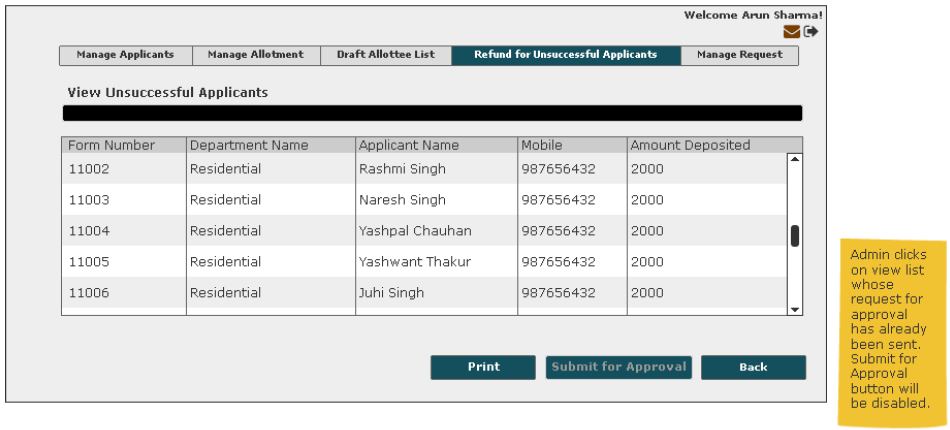 Welcome Arun Sharma!
Manage Applicants Manage Allotment Draft Allottee List Refund for Unsuccessful Applicants Manage Request
View Unsuccessful Applicants
Form Number Department Name Applicant Name Mobile Amount Deposited
11002 Residential Rashmi Singh 987656432 2000
11003 Residential Naresh Singh 987656432 2000
11004 Residential Yashpal Chauhan 987656432 2000
11005 Residential Yashwant Thakur 987656432 2000
11006 Residential Juhi Singh 987656432 2000
Print Submit for Approval Back
Admin clicks
on view list
whose
request for
approval
has already
been sent.
Submit for
Approval
button will
be disabled.